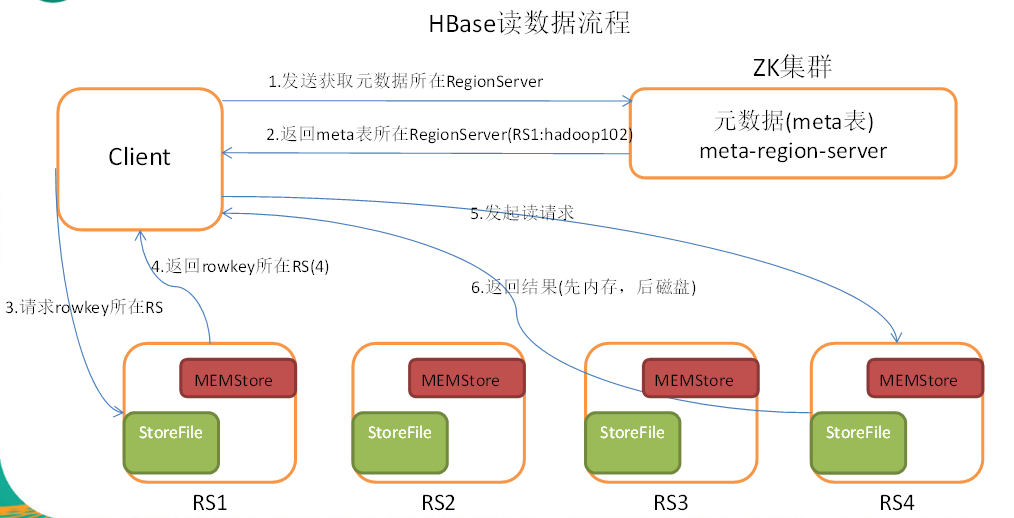 HBase读数据流程
ZK集群
1.发送获取元数据所在RegionServer
元数据(meta表)
meta-region-server
2.返回meta表所在RegionServer(RS1:hadoop102)
Client
5.发起读请求
4.返回rowkey所在RS(4)
6.返回结果(先内存，后磁盘)
3.请求rowkey所在RS
MEMStore
MEMStore
MEMStore
MEMStore
StoreFile
StoreFile
StoreFile
StoreFile
RS1
RS2
RS3
RS4